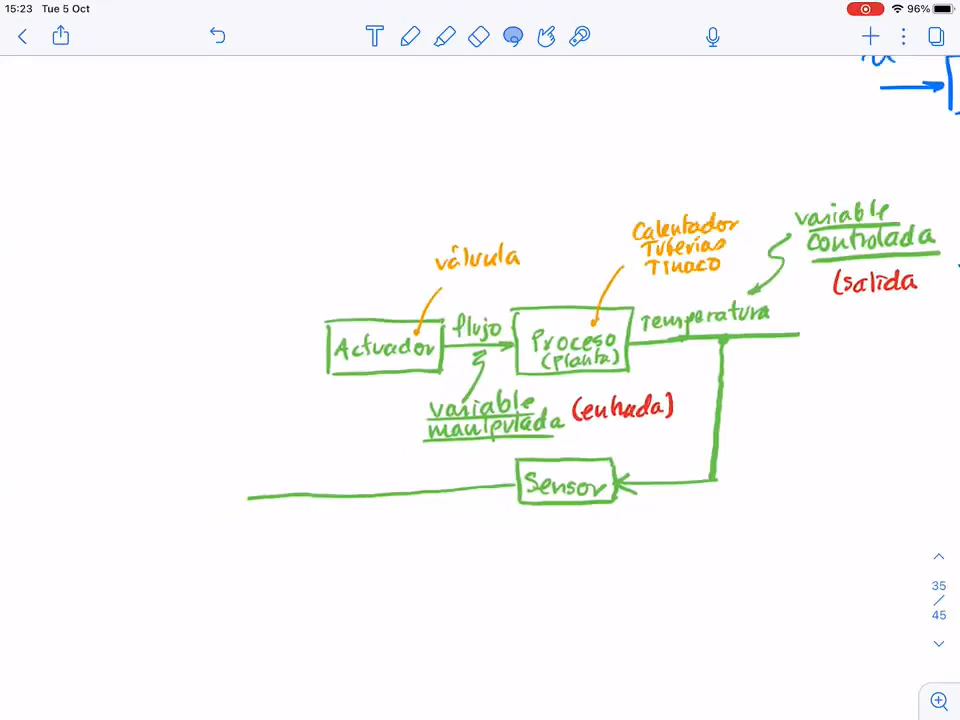 15:23 Tue 5 Oct
96%
variable
controlada
(salida
Calentador
Tuberías
Tinaco
válvula
Temperatura
flujo
Actuador
Proceso
(Planta)
variable
manipulada
(entrada)
Sensor
35
/
45